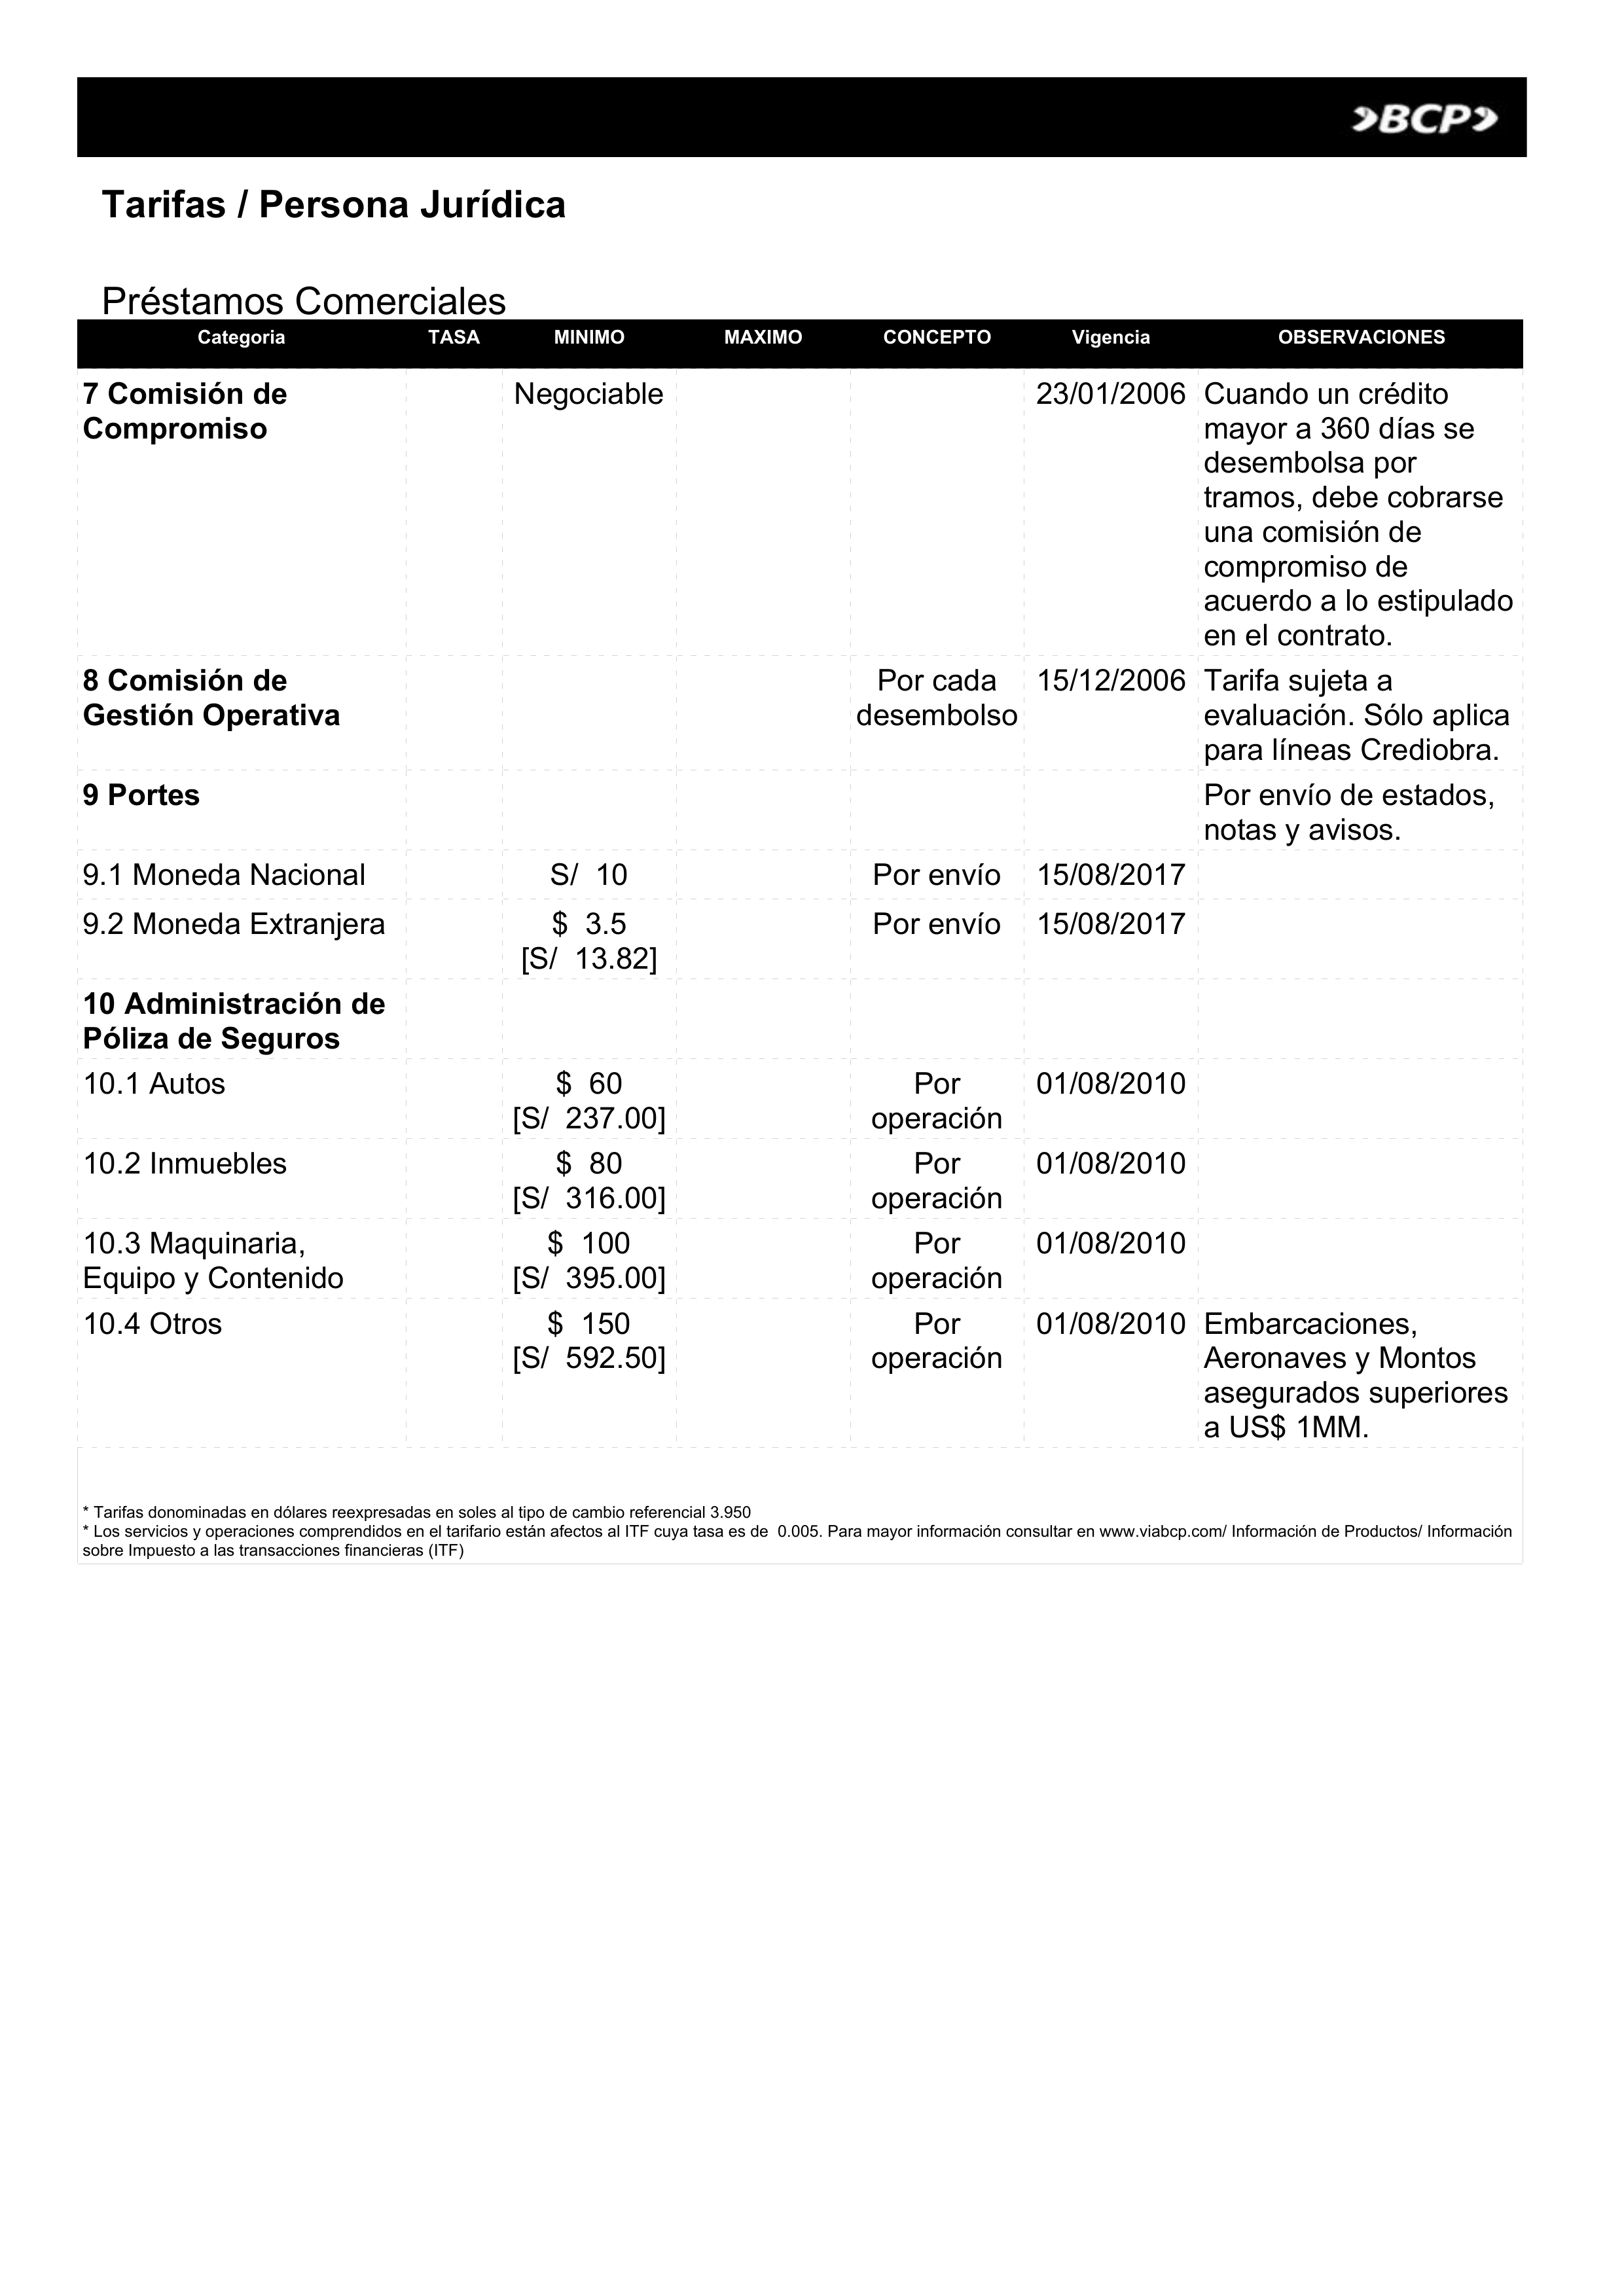 BCP
Tarifas / Persona Jurídica
Préstamos Comerciales
Categoria TASA MINIMO MAXIMO CONCEPTO Vigencia OBSERVACIONES
7 Comisión de Negociable 23/01/2006 Cuando un crédito
Compromiso mayor a 360 días se
desembolsa por
tramos, debe cobrarse
una comisión de
compromiso de
acuerdo a lo estipulado
en el contrato.
8 Comisión de Por cada 15/12/2006 Tarifa sujeta a
Gestión Operativa desembolso evaluación. Sólo aplica
para líneas Crediobra.
9 Portes Por envío de estados,
notas y avisos.
9.1 Moneda Nacional S/ 10 Por envío 15/08/2017
9.2 Moneda Extranjera $ 3.5 Por envío 15/08/2017
[S/ 13.82]
10 Administración de
Póliza de Seguros
10.1 Autos $ 60 Por 01/08/2010
[S/ 237.00] operación
10.2 Inmuebles $ 80 Por 01/08/2010
[S/ 316.00] operación
10.3 Maquinaria, $ 100 Por 01/08/2010
Equipo y Contenido [S/ 395.00] operación
10.4 Otros $ 150 Por 01/08/2010 Embarcaciones,
[S/ 592.50] operación Aeronaves y Montos
asegurados superiores
a US$ 1MM.
* Tarifas donominadas en dólares reexpresadas en soles al tipo de cambio referencial 3.950
* Los servicios y operaciones comprendidos en el tarifario están afectos al ITF cuya tasa es de 0.005. Para mayor información consultar en www.viabcp.com/ Información de Productos/ Información
sobre Impuesto a las transacciones financieras (ITF)